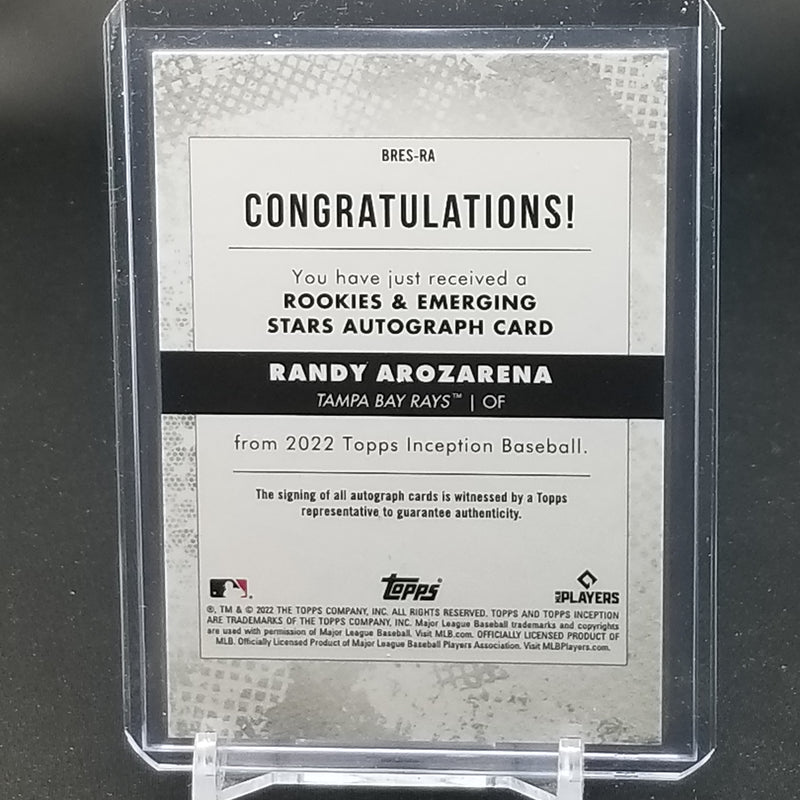 BRES-RA
CONGRATULATIONS!
You have just received a
ROOKIES & EMERGING
STARS AUTOGRAPH CARD
RANDY AROZARENA
TAMPA BAY RAYS™ | OF
from 2022 Topps Inception Baseball.
The signing of all autograph cards is witnessed by a Topps
representative to guarantee authenticity.
topps
MLB PLAYERS
®, TM & © 2022 THE TOPPS COMPANY, INC. ALL RIGHTS RESERVED. TOPPS AND TOPPS INCEPTION
ARE TRADEMARKS OF THE TOPPS COMPANY, INC. Major League Baseball trademarks and copyrights
are used with permission of Major League Baseball. Visit MLB.com. OFFICIALLY LICENSED PRODUCT OF
MLB. Officially Licensed Product of Major League Baseball Players Association. Visit MLBPlayers.com.